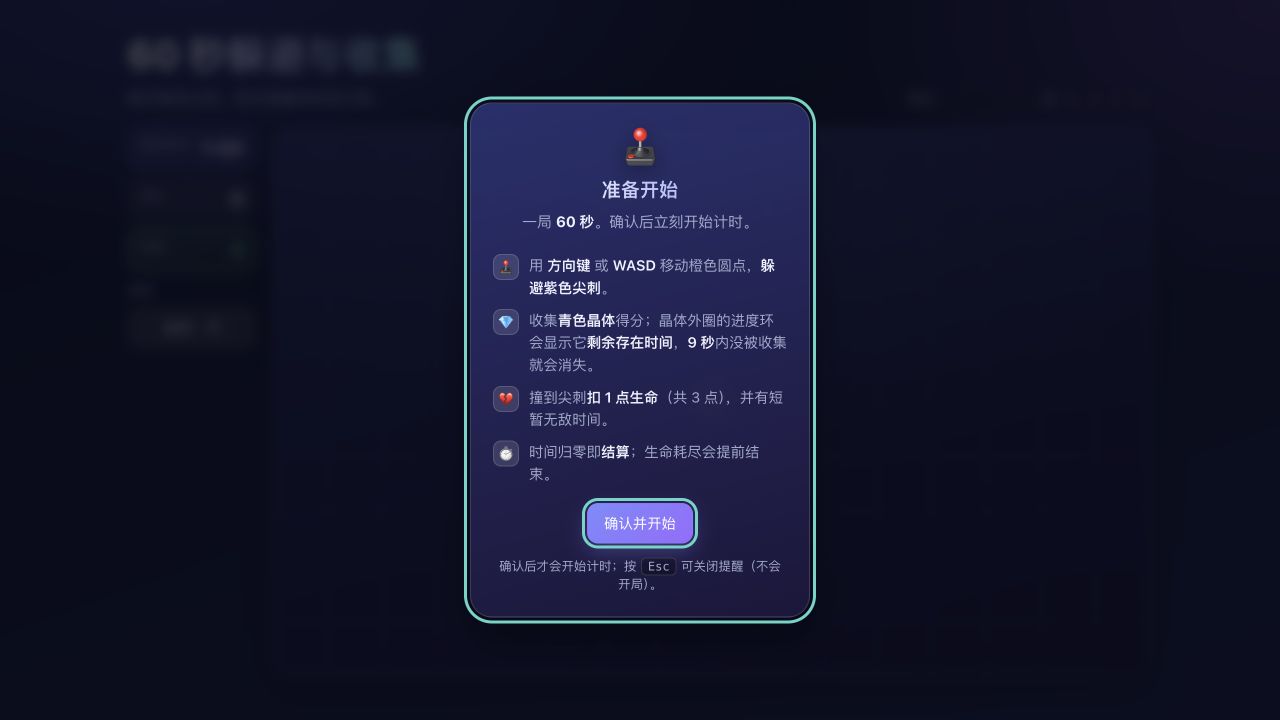 60 秒躲避与收集
准备开始
一局 60 秒。确认后立刻开始计时。
用 方向键 或 WASD 移动橙色圆点，躲
避紫色尖刺。
收集青色晶体得分；晶体外圈的进度环
会显示它剩余存在时间，9 秒内没被收集
就会消失。
撞到尖刺扣 1 点生命（共 3 点），并有短
暂无敌时间。
时间归零即结算；生命耗尽会提前结
束。
确认并开始
确认后才会开始计时；按 Esc 可关闭提醒（不会
开局）。